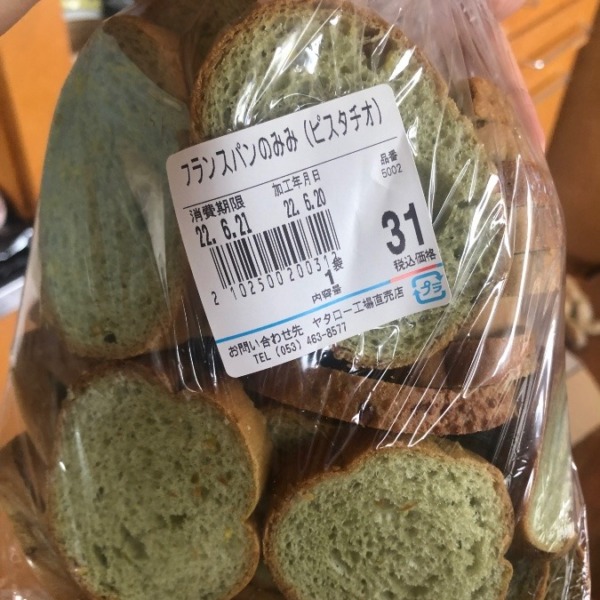 フランスパンのみみ (ピスタチオ)
品番
5002
加工年月日
消費期限
22. 6.20
22. 6.21
31
税込価格
2 102500 20031
1 袋
内容量
プラ
お問い合わせ先 ヤタロー工場直売店
TEL (053) 463-8577